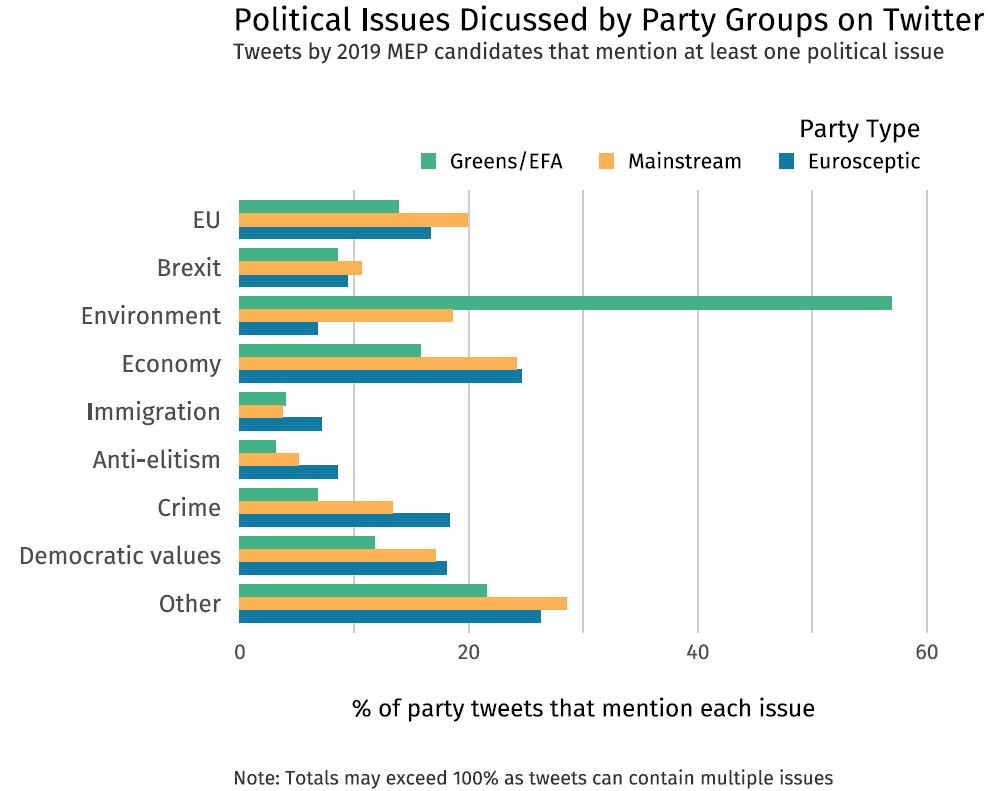 Political Issues Dicussed by Party Groups on Twitter
Tweets by 2019 MEP candidates that mention at least one political issue
Party Type
Greens/EFA Mainstream Eurosceptic
EU
Brexit
Environment
Economy
Immigration
Anti-elitism
Crime
Democratic values
Other
0 20 40 60
% of party tweets that mention each issue
Note: Totals may exceed 100% as tweets can contain multiple issues